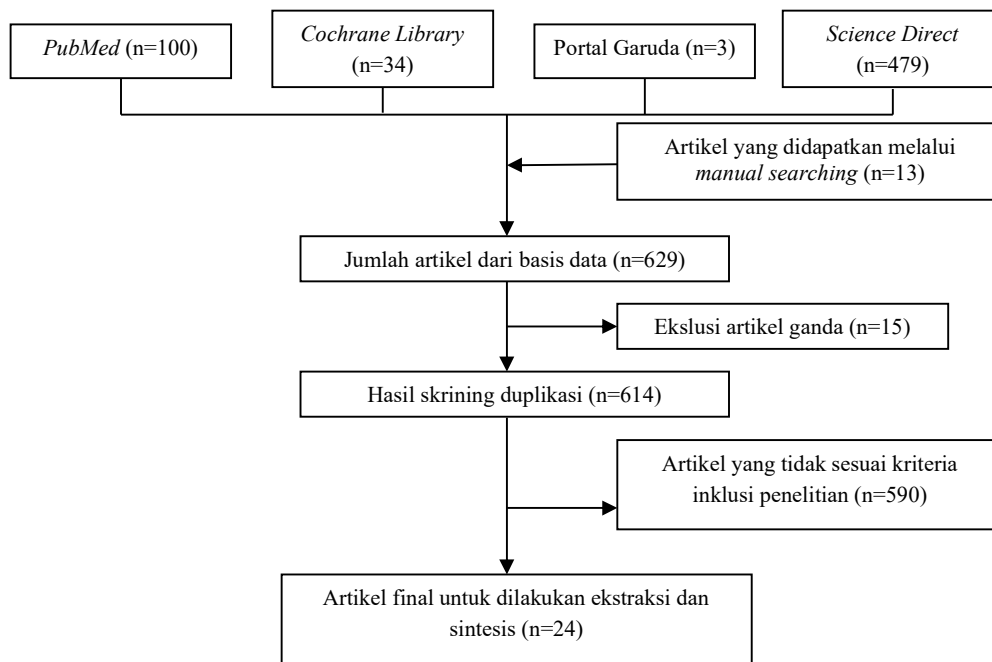 PubMed (n=100)
Cochrane Library
(n=34)
Portal Garuda (n=3)
Science Direct
(n=479)
Artikel yang didapatkan melalui
manual searching (n=13)
Jumlah artikel dari basis data (n=629)
Ekslusi artikel ganda (n=15)
Hasil skrining duplikasi (n=614)
Artikel yang tidak sesuai kriteria
inklusi penelitian (n=590)
Artikel final untuk dilakukan ekstraksi dan
sintesis (n=24)